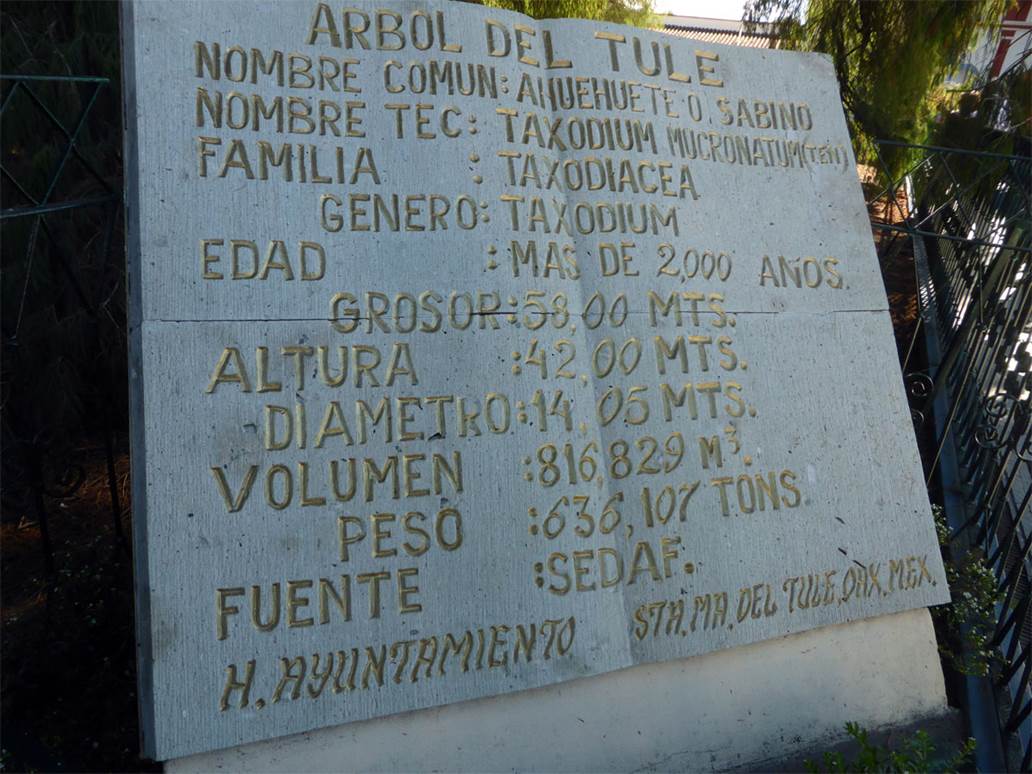 ARBOL DEL TULE
NOMBRE COMUN: AHUEHUETE O SABINO
NOMBRE TEC: TAXODIUM MUCRONATUM (TEN)
FAMILIA : TAXODIACEA
GENERO: TAXODIUM
EDAD : MAS DE 2,000 AÑOS.
GROSOR: 58,00 MTS.
ALTURA : 42,00 MTS.
DIAMETRO: 14,05 MTS.
VOLUMEN : 816,829 M³.
PESO : 636,107 TONS.
FUENTE : SEDAF.
H. AYUNTAMIENTO STA. MA. DEL TULE, OAX, MEX.